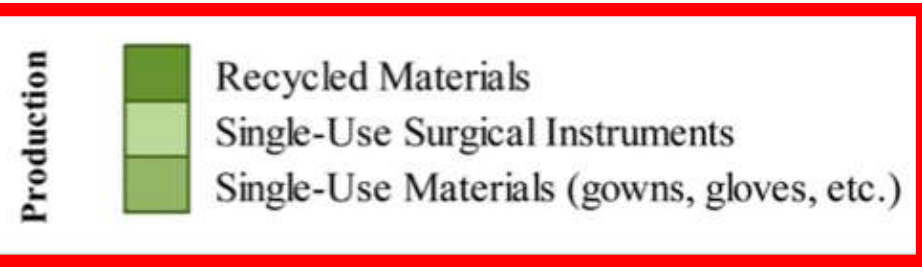 Production
Recycled Materials
Single-Use Surgical Instruments
Single-Use Materials (gowns, gloves, etc.)